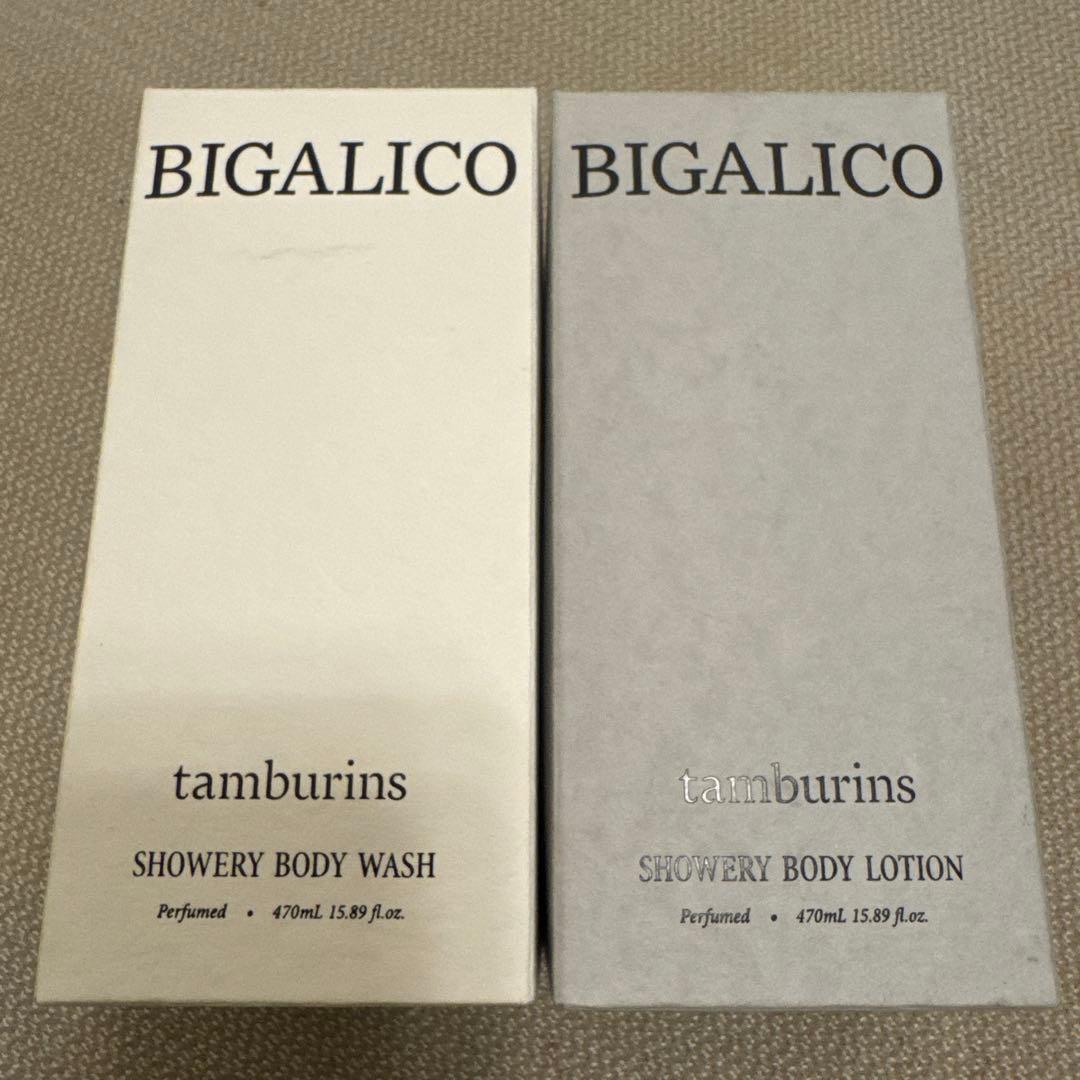 BIGALICO
tamburins
SHOWERY BODY WASH
Perfumed • 470mL 15.89 fl.oz.
BIGALICO
tamburins
SHOWERY BODY LOTION
Perfumed • 470mL 15.89 fl.oz.